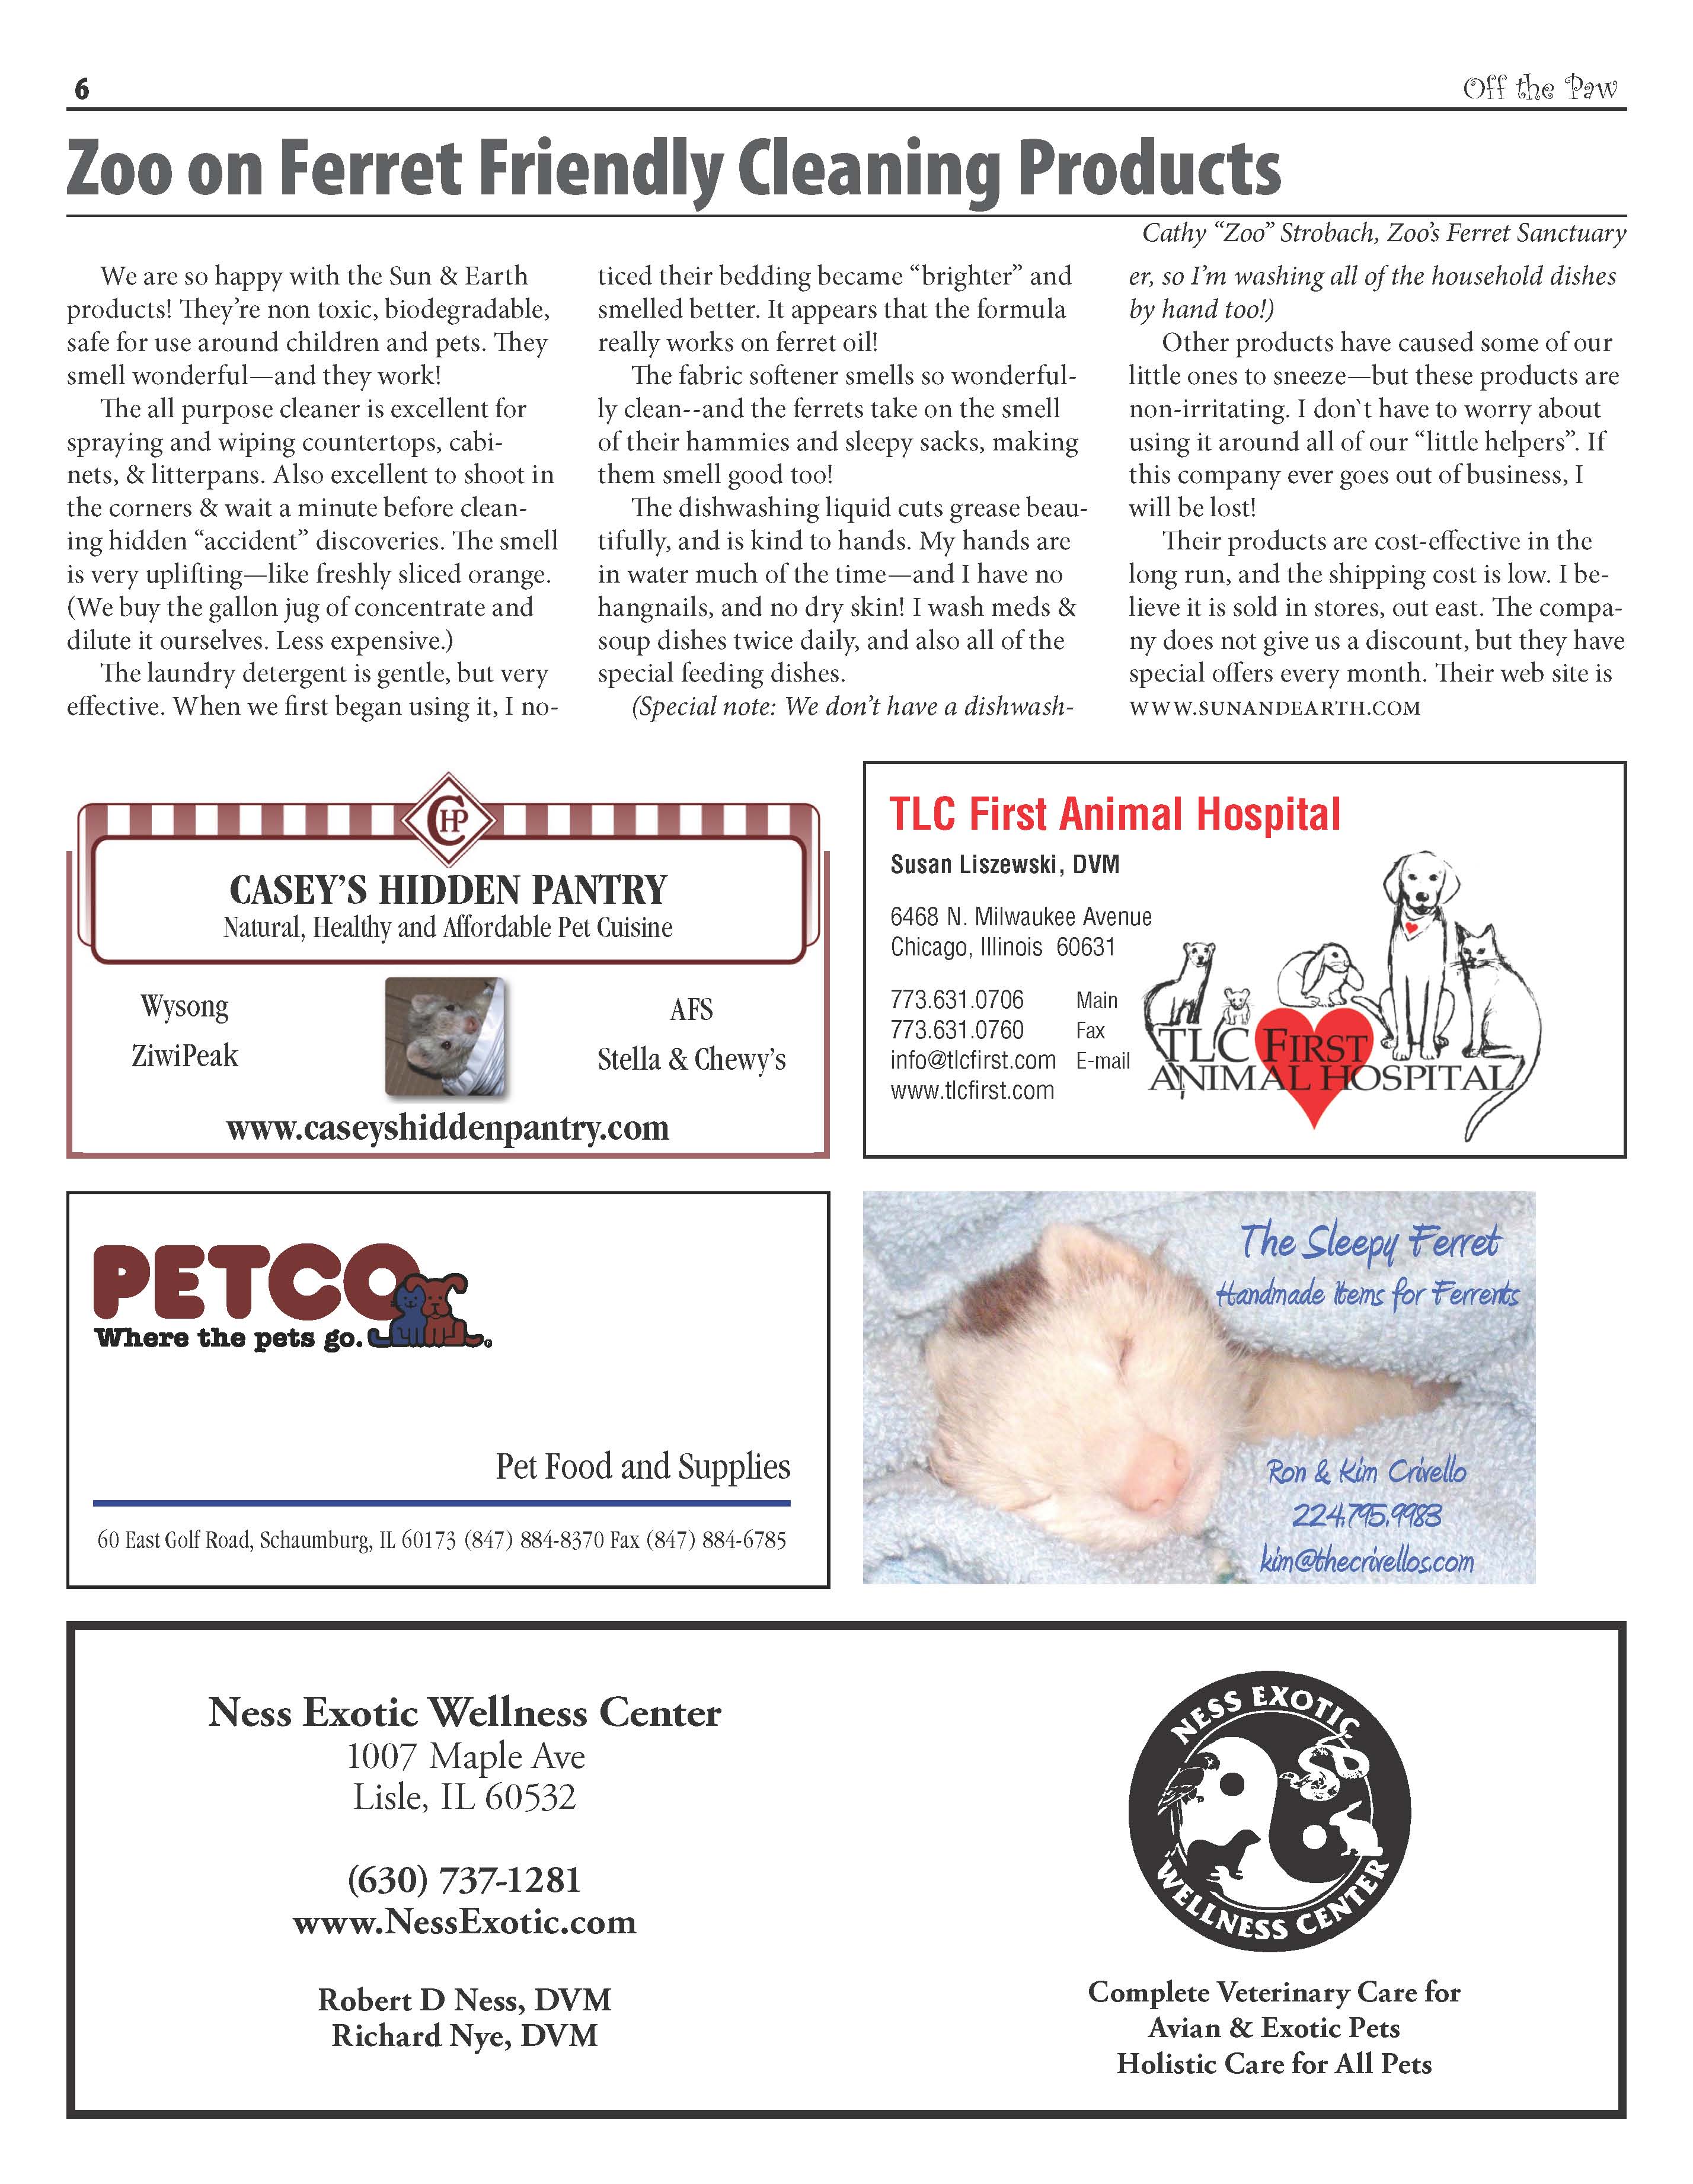 6
Off the Paw
Zoo on Ferret Friendly Cleaning Products
Cathy “Zoo” Strobach, Zoo’s Ferret Sanctuary
We are so happy with the Sun & Earth
products! They’re non toxic, biodegradable,
safe for use around children and pets. They
smell wonderful—and they work!
The all purpose cleaner is excellent for
spraying and wiping countertops, cabi-
nets, & litterpans. Also excellent to shoot in
the corners & wait a minute before clean-
ing hidden “accident” discoveries. The smell
is very uplifting—like freshly sliced orange.
(We buy the gallon jug of concentrate and
dilute it ourselves. Less expensive.)
The laundry detergent is gentle, but very
effective. When we first began using it, I no-
ticed their bedding became “brighter” and
smelled better. It appears that the formula
really works on ferret oil!
The fabric softener smells so wonderful-
ly clean--and the ferrets take on the smell
of their hammies and sleepy sacks, making
them smell good too!
The dishwashing liquid cuts grease beau-
tifully, and is kind to hands. My hands are
in water much of the time—and I have no
hangnails, and no dry skin! I wash meds &
soup dishes twice daily, and also all of the
special feeding dishes.
(Special note: We don’t have a dishwash-
er, so I’m washing all of the household dishes
by hand too!)
Other products have caused some of our
little ones to sneeze—but these products are
non-irritating. I don`t have to worry about
using it around all of our “little helpers”. If
this company ever goes out of business, I
will be lost!
Their products are cost-effective in the
long run, and the shipping cost is low. I be-
lieve it is sold in stores, out east. The compa-
ny does not give us a discount, but they have
special offers every month. Their web site is
WWW.SUNANDEARTH.COM
CHP
CASEY’S HIDDEN PANTRY
Natural, Healthy and Affordable Pet Cuisine
Wysong
ZiwiPeak
AFS
Stella & Chewy’s
www.caseyshiddenpantry.com
TLC First Animal Hospital
Susan Liszewski, DVM
6468 N. Milwaukee Avenue
Chicago, Illinois 60631
773.631.0706 Main
773.631.0760 Fax
info@tlcfirst.com E-mail
www.tlcfirst.com
TLC FIRST
ANIMAL HOSPITAL
PETCO
Where the pets go.®
Pet Food and Supplies
60 East Golf Road, Schaumburg, IL 60173 (847) 884-8370 Fax (847) 884-6785
The Sleepy Ferret
Handmade Items for Ferrents
Ron & Kim Crivello
224.795.9983
kim@thecrivellos.com
Ness Exotic Wellness Center
1007 Maple Ave
Lisle, IL 60532
(630) 737-1281
www.NessExotic.com
Robert D Ness, DVM
Richard Nye, DVM
NESS EXOTIC
WELLNESS CENTER
Complete Veterinary Care for
Avian & Exotic Pets
Holistic Care for All Pets